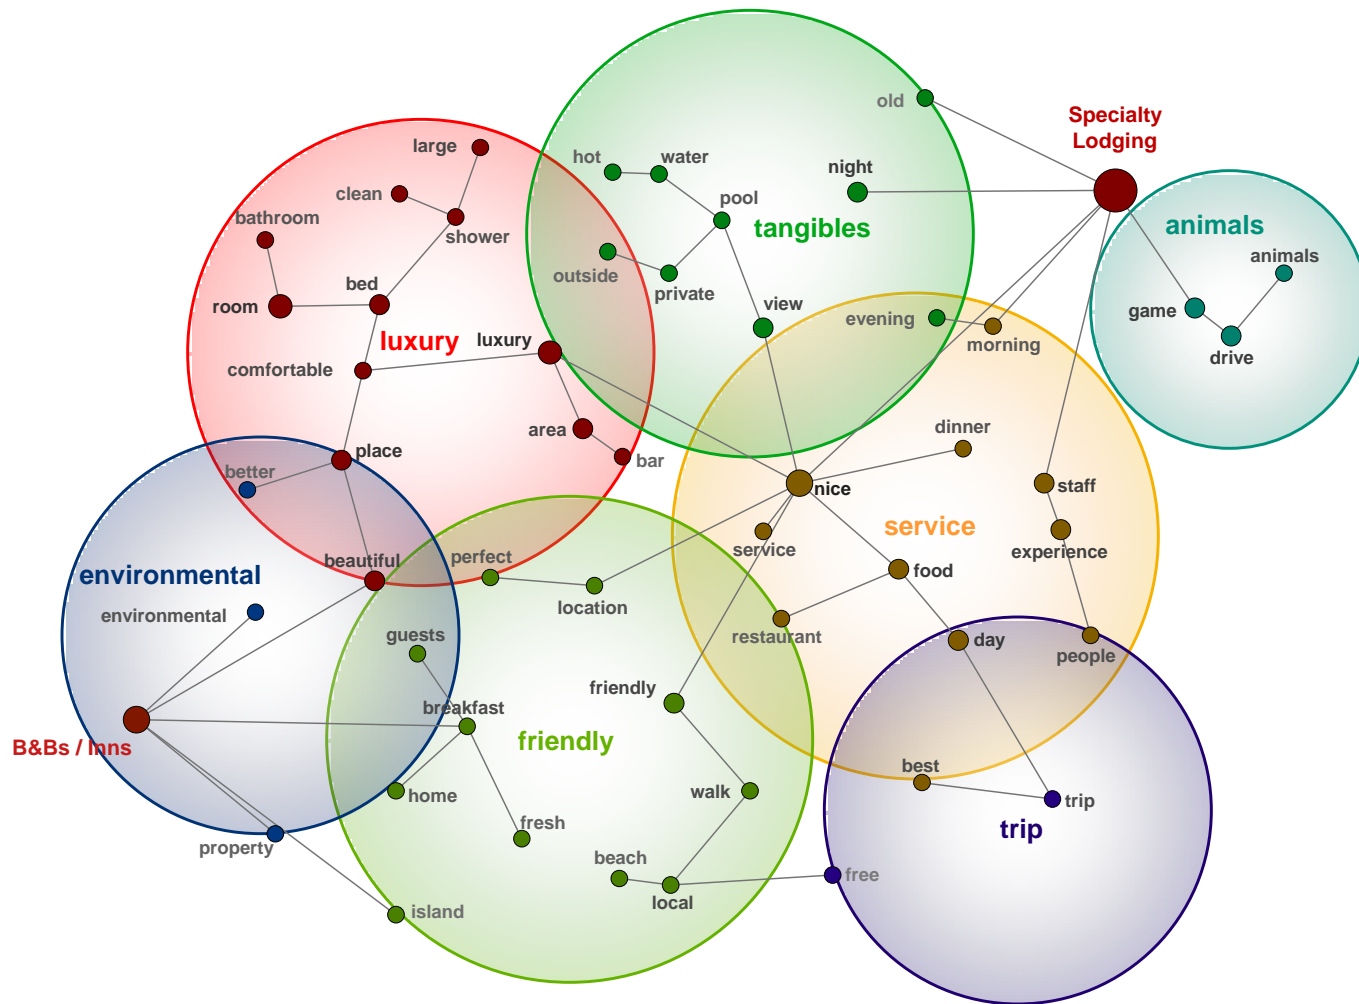 old
Specialty
Lodging
large
hot
water
night
clean
pool
bathroom
shower
tangibles
animals
outside
private
animals
bed
room
view
evening
game
luxury
luxury
morning
drive
comfortable
area
dinner
place
bar
better
nice
staff
service
service
experience
perfect
beautiful
environmental
food
location
environmental
guests
restaurant
day
people
friendly
breakfast
B&Bs / Inns
friendly
best
home
walk
trip
fresh
trip
property
beach
free
local
island